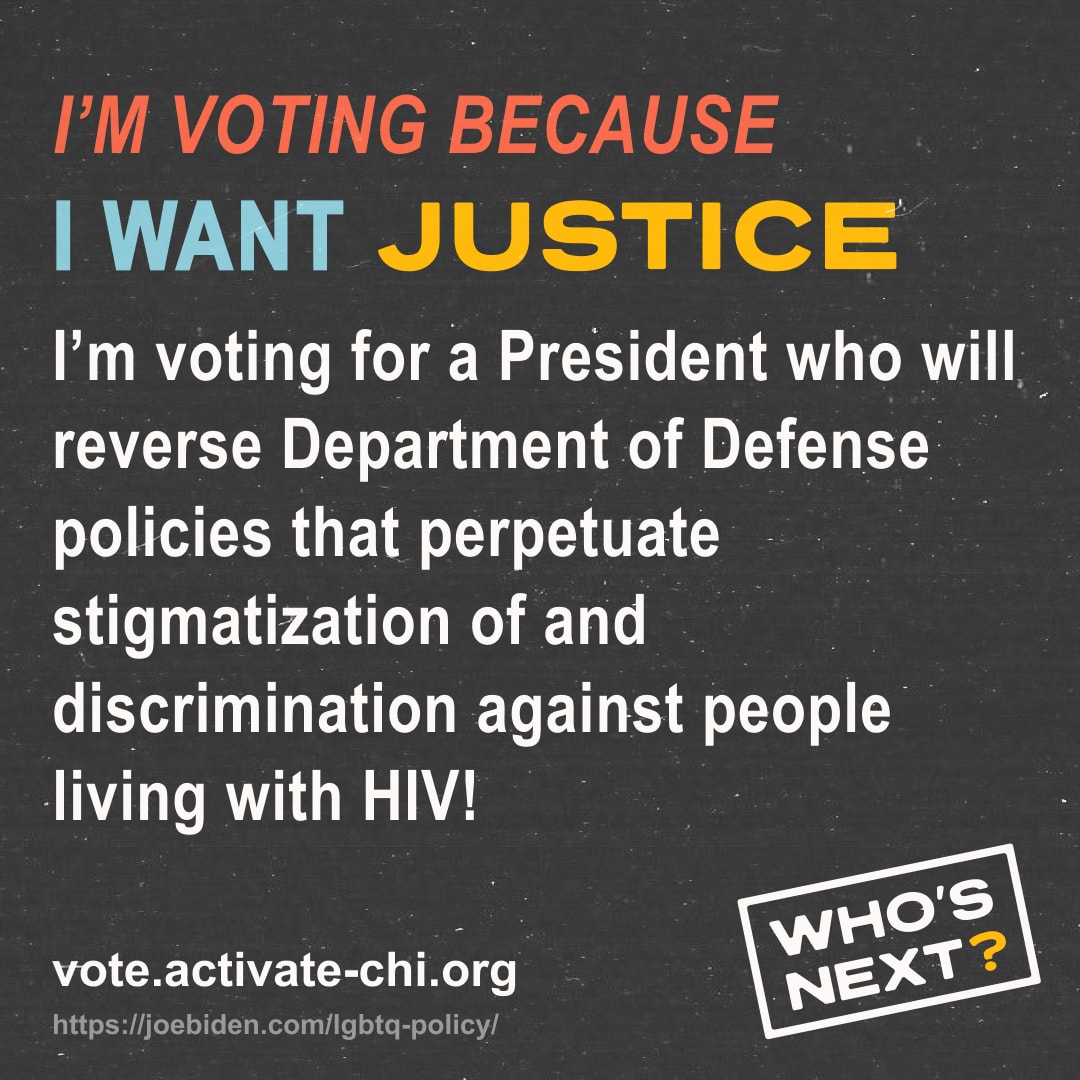 I’M VOTING BECAUSE
I WANT JUSTICE
I’m voting for a President who will
reverse Department of Defense
policies that perpetuate
stigmatization of and
discrimination against people
living with HIV!
WHO’S
NEXT?
vote.activate-chi.org
https://joebiden.com/lgbtq-policy/